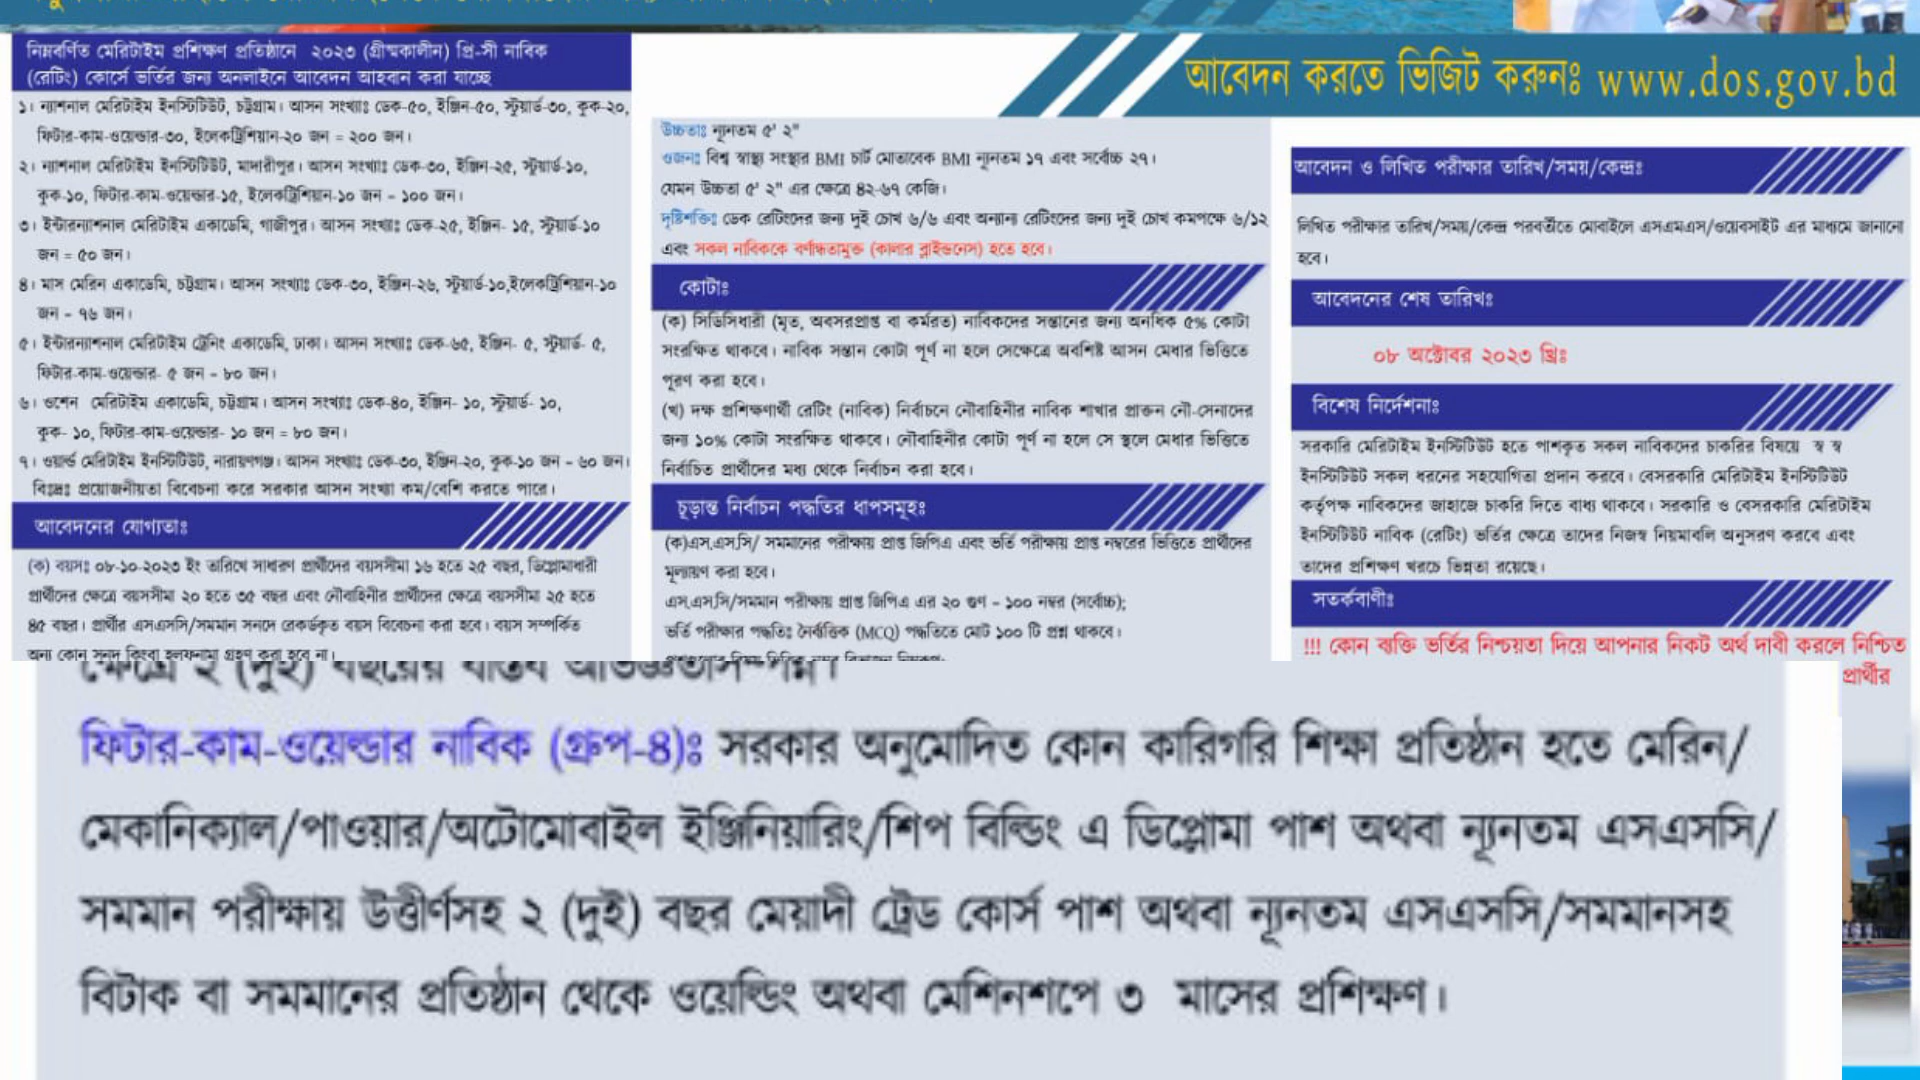 নিম্নবর্ণিত মেরিটাইম প্রশিক্ষণ প্রতিষ্ঠানে ২০২৩ (গ্রীষ্মকালীন) প্রি-সী নাবিক
(রেটিং) কোর্সে ভর্তির জন্য অনলাইনে আবেদন আহবান করা যাচ্ছে
১। ন্যাশনাল মেরিটাইম ইনস্টিটিউট, চট্টগ্রাম। আসন সংখ্যাঃ ডেক-৫০, ইঞ্জিন-৫০, স্টুয়ার্ড-৩০, কুক-২০,
ফিটার-কাম-ওয়েল্ডার-৩০, ইলেকট্রিশিয়ান-২০ জন = ২০০ জন।
২। ন্যাশনাল মেরিটাইম ইনস্টিটিউট, মাদারীপুর। আসন সংখ্যাঃ ডেক-৩০, ইঞ্জিন-২৫, স্টুয়ার্ড-১০,
কুক-১০, ফিটার-কাম-ওয়েল্ডার-১৫, ইলেকট্রিশিয়ান-১০ জন = ১০০ জন।
৩। ইন্টারন্যাশনাল মেরিটাইম একাডেমি, গাজীপুর। আসন সংখ্যাঃ ডেক-২৫, ইঞ্জিন- ১৫, স্টুয়ার্ড-১০
জন = ৫০ জন।
৪। মাস মেরিন একাডেমি, চট্টগ্রাম। আসন সংখ্যাঃ ডেক-৩০, ইঞ্জিন-২৬, স্টুয়ার্ড-১০,ইলেকট্রিশিয়ান-১০
জন = ৭৬ জন।
৫। ইন্টারন্যাশনাল মেরিটাইম ট্রেনিং একাডেমি, ঢাকা। আসন সংখ্যাঃ ডেক-৬৫, ইঞ্জিন- ৫, স্টুয়ার্ড- ৫,
ফিটার-কাম-ওয়েল্ডার- ৫ জন = ৮০ জন।
৬। ওশেন মেরিটাইম একাডেমি, চট্টগ্রাম। আসন সংখ্যাঃ ডেক-৪০, ইঞ্জিন- ১০, স্টুয়ার্ড- ১০,
কুক- ১০, ফিটার-কাম-ওয়েল্ডার- ১০ জন = ৮০ জন।
৭। ওয়ার্ল্ড মেরিটাইম ইনস্টিটিউট, নারায়ণগঞ্জ। আসন সংখ্যাঃ ডেক-৩০, ইঞ্জিন-২০, কুক-১০ জন = ৬০ জন।
বিঃদ্রঃ প্রয়োজনীয়তা বিবেচনা করে সরকার আসন সংখ্যা কম/বেশি করতে পারে।
আবেদনের যোগ্যতাঃ
(ক) বয়সঃ ০৮-১০-২০২৩ ইং তারিখে সাধারণ প্রার্থীদের বয়সসীমা ১৬ হতে ২৫ বছর, ডিপ্লোমাধারী
প্রার্থীদের ক্ষেত্রে বয়সসীমা ২০ হতে ৩৫ বছর এবং নৌবাহিনীর প্রার্থীদের ক্ষেত্রে বয়সসীমা ২৫ হতে
৪৫ বছর। প্রার্থীর এসএসসি/সমমান সনদে রেকর্ডকৃত বয়স বিবেচনা করা হবে। বয়স সম্পর্কিত
অন্য কোন সনদ কিংবা হলফনামা গ্রহণ করা হবে না।
উচ্চতাঃ ন্যূনতম ৫' ২"
ওজনঃ বিশ্ব স্বাস্থ্য সংস্থার BMI চার্ট মোতাবেক BMI ন্যূনতম ১৭ এবং সর্বোচ্চ ২৭।
যেমন উচ্চতা ৫' ২" এর ক্ষেত্রে ৪২-৬৭ কেজি।
দৃষ্টিশক্তিঃ ডেক রেটিংদের জন্য দুই চোখ ৬/৬ এবং অন্যান্য রেটিংদের জন্য দুই চোখ কমপক্ষে ৬/১২
এবং সকল নাবিককে বর্ণান্ধতামুক্ত (কালার ব্লাইন্ডনেস) হতে হবে।
কোটাঃ
(ক) সিডিসিধারী (মৃত, অবসরপ্রাপ্ত বা কর্মরত) নাবিকদের সন্তানের জন্য অনধিক ৫% কোটা
সংরক্ষিত থাকবে। নাবিক সন্তান কোটা পূর্ণ না হলে সেক্ষেত্রে অবশিষ্ট আসন মেধার ভিত্তিতে
পূরণ করা হবে।
(খ) দক্ষ প্রশিক্ষণার্থী রেটিং (নাবিক) নির্বাচনে নৌবাহিনীর নাবিক শাখার প্রাক্তন নৌ-সেনাদের
জন্য ১০% কোটা সংরক্ষিত থাকবে। নৌবাহিনীর কোটা পূর্ণ না হলে সে স্থলে মেধার ভিত্তিতে
নির্বাচিত প্রার্থীদের মধ্য থেকে নির্বাচন করা হবে।
চূড়ান্ত নির্বাচন পদ্ধতির ধাপসমূহঃ
(ক)এস.এস.সি/ সমমানের পরীক্ষায় প্রাপ্ত জিপিএ এবং ভর্তি পরীক্ষায় প্রাপ্ত নম্বরের ভিত্তিতে প্রার্থীদের
মূল্যায়ণ করা হবে।
এস.এস.সি/সমমান পরীক্ষায় প্রাপ্ত জিপিএ এর ২০ গুণ = ১০০ নম্বর (সর্বোচ্চ);
ভর্তি পরীক্ষার পদ্ধতিঃ নৈর্ব্যত্তিক (MCQ) পদ্ধতিতে মোট ১০০ টি প্রশ্ন থাকবে।
আবেদন করতে ভিজিট করুনঃ www.dos.gov.bd
আবেদন ও লিখিত পরীক্ষার তারিখ/সময়/কেন্দ্রঃ
লিখিত পরীক্ষার তারিখ/সময়/কেন্দ্র পরবর্তীতে মোবাইলে এসএমএস/ওয়েবসাইট এর মাধ্যমে জানানো
হবে।
আবেদনের শেষ তারিখঃ
০৮ অক্টোবর ২০২৩ খ্রিঃ
বিশেষ নির্দেশনাঃ
সরকারি মেরিটাইম ইনস্টিটিউট হতে পাশকৃত সকল নাবিকদের চাকরির বিষয়ে স্ব স্ব
ইনস্টিটিউট সকল ধরনের সহযোগিতা প্রদান করবে। বেসরকারি মেরিটাইম ইনস্টিটিউট
কর্তৃপক্ষ নাবিকদের জাহাজে চাকরি দিতে বাধ্য থাকবে। সরকারি ও বেসরকারি মেরিটাইম
ইনস্টিটিউট নাবিক (রেটিং) ভর্তির ক্ষেত্রে তাদের নিজস্ব নিয়মাবলি অনুসরণ করবে এবং
তাদের প্রশিক্ষণ খরচে ভিন্নতা রয়েছে।
সতর্কবাণীঃ
!!! কোন ব্যক্তি ভর্তির নিশ্চয়তা দিয়ে আপনার নিকট অর্থ দাবী করলে নিশ্চিত
প্রার্থীর
ক্ষেত্রে ২ (দুই) বছরের বাস্তব অভিজ্ঞতাসম্পন্ন।
ফিটার-কাম-ওয়েল্ডার নাবিক (গ্রুপ-৪)ঃ সরকার অনুমোদিত কোন কারিগরি শিক্ষা প্রতিষ্ঠান হতে মেরিন/
মেকানিক্যাল/পাওয়ার/অটোমোবাইল ইঞ্জিনিয়ারিং/শিপ বিল্ডিং এ ডিপ্লোমা পাশ অথবা ন্যূনতম এসএসসি/
সমমান পরীক্ষায় উত্তীর্ণসহ ২ (দুই) বছর মেয়াদী ট্রেড কোর্স পাশ অথবা ন্যূনতম এসএসসি/সমমানসহ
বিটাক বা সমমানের প্রতিষ্ঠান থেকে ওয়েল্ডিং অথবা মেশিনশপে ৩ মাসের প্রশিক্ষণ।